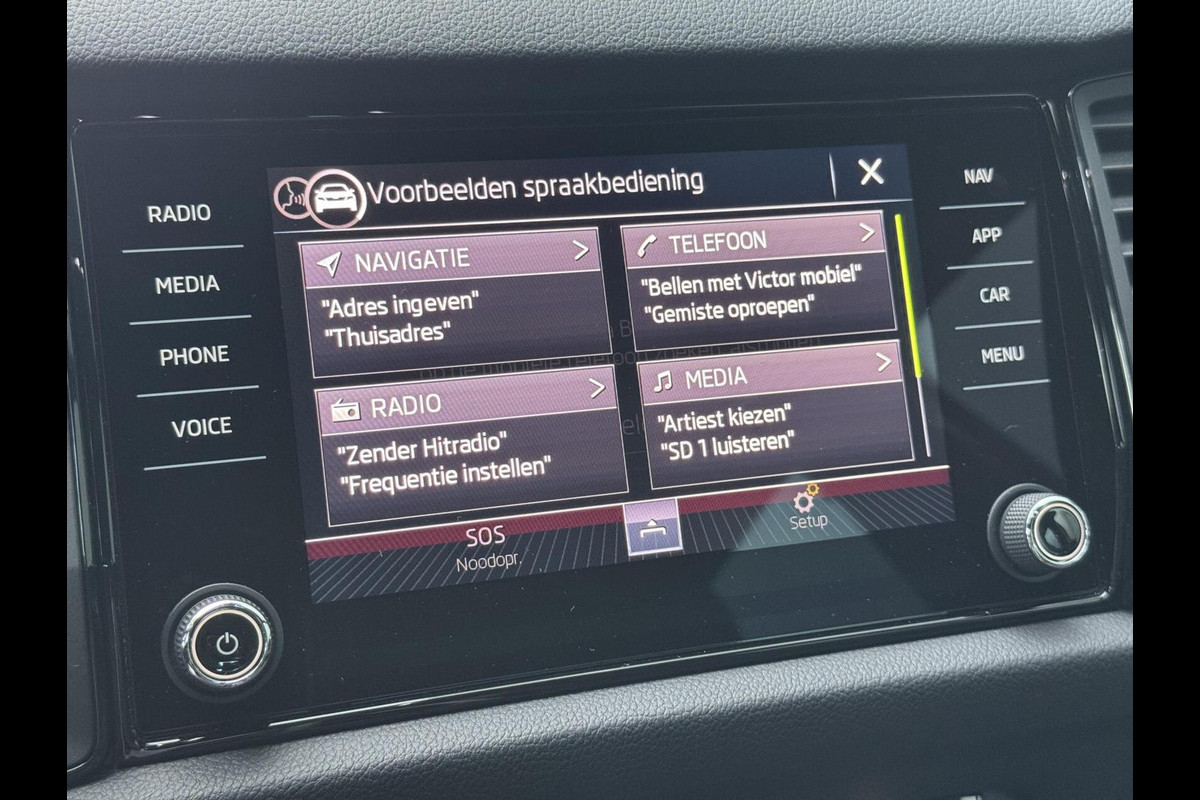 RADIO
MEDIA
PHONE
VOICE
Voorbeelden spraakbediening
NAVIGATIE
"Adres ingeven"
"Thuisadres"
TELEFOON
"Bellen met Victor mobiel"
"Gemiste oproepen"
RADIO
"Zender Hitradio"
"Frequentie instellen"
MEDIA
"Artiest kiezen"
"SD 1 luisteren"
SOS
Noodopr.
Setup
NAV
APP
CAR
MENU